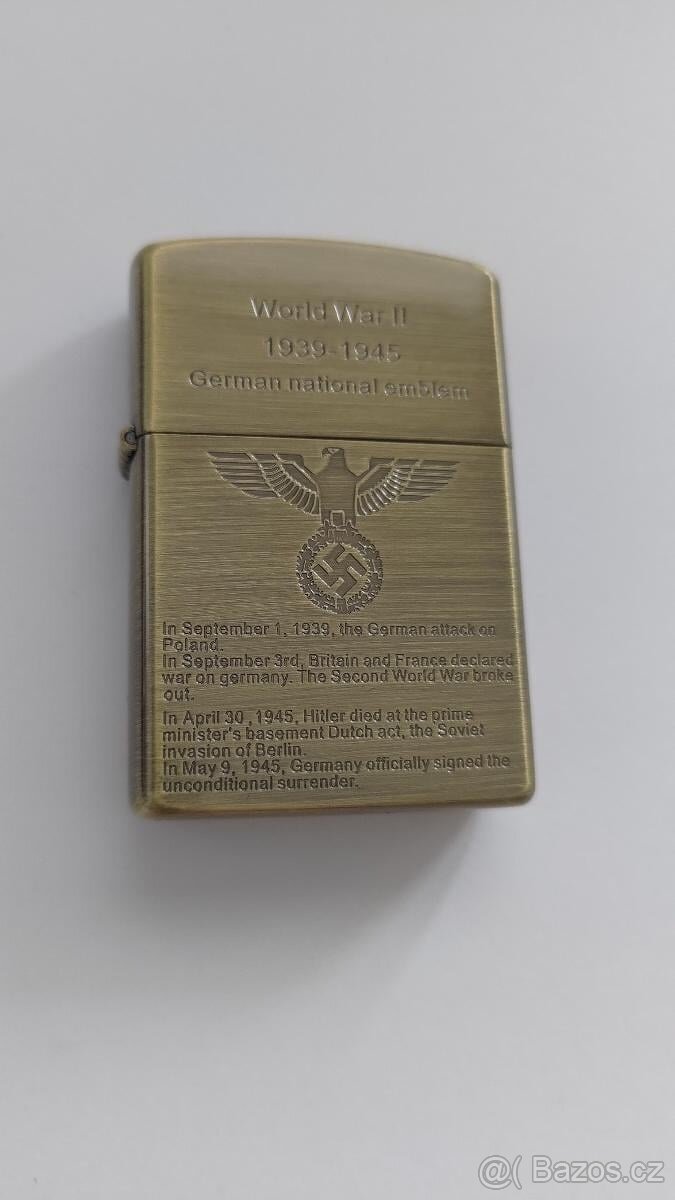 World War II
1939-1945
German national emblem
In September 1, 1939, the German attack on
Poland.
In September 3rd, Britain and France declared
war on germany. The Second World War broke
out.
In April 30 , 1945, Hitler died at the prime
minister's basement Dutch act, the Soviet
invasion of Berlin.
In May 9, 1945, Germany officially signed the
unconditional surrender.
@( Bazos.cz